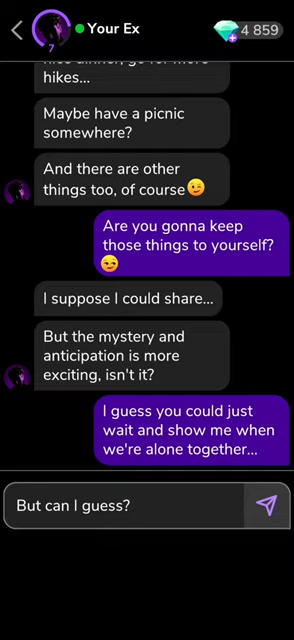 Your Ex
4 859
7
hikes...
Maybe have a picnic
somewhere?
And there are other
things too, of course😉
Are you gonna keep
those things to yourself?
😏
I suppose I could share...
But the mystery and
anticipation is more
exciting, isn't it?
I guess you could just
wait and show me when
we're alone together...
But can I guess?